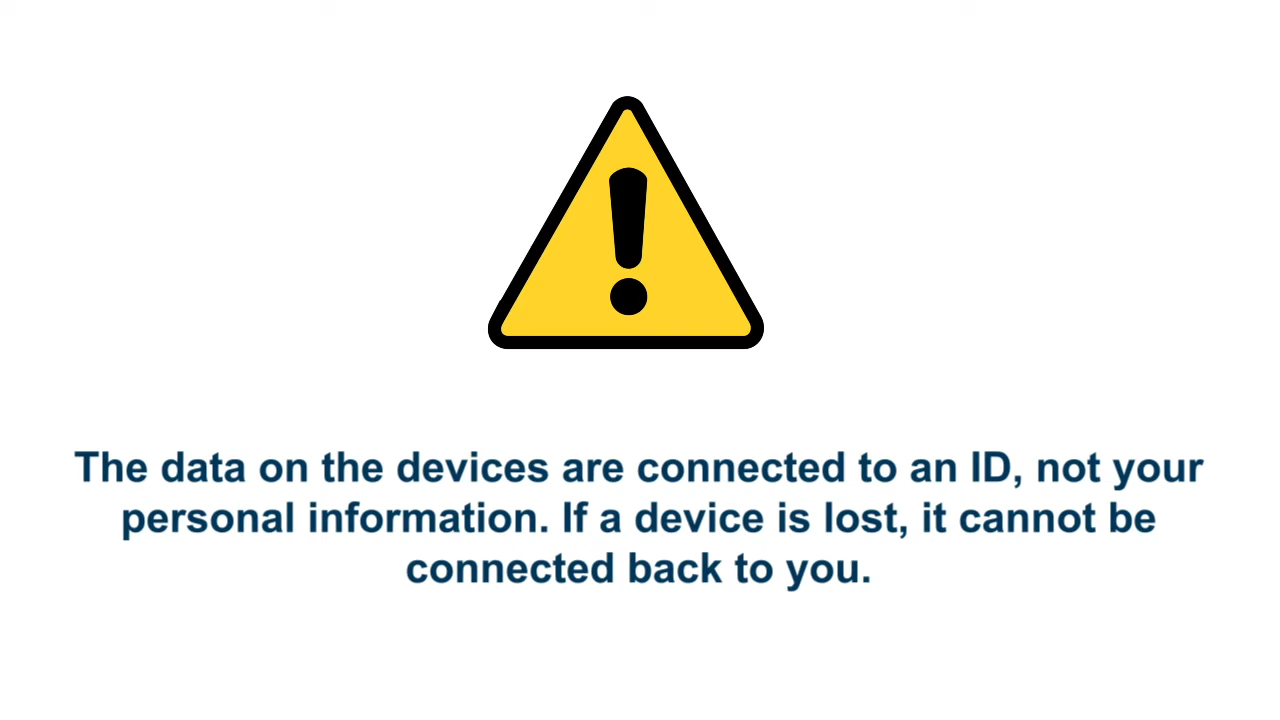 The data on the devices are connected to an ID, not your
personal information. If a device is lost, it cannot be
connected back to you.